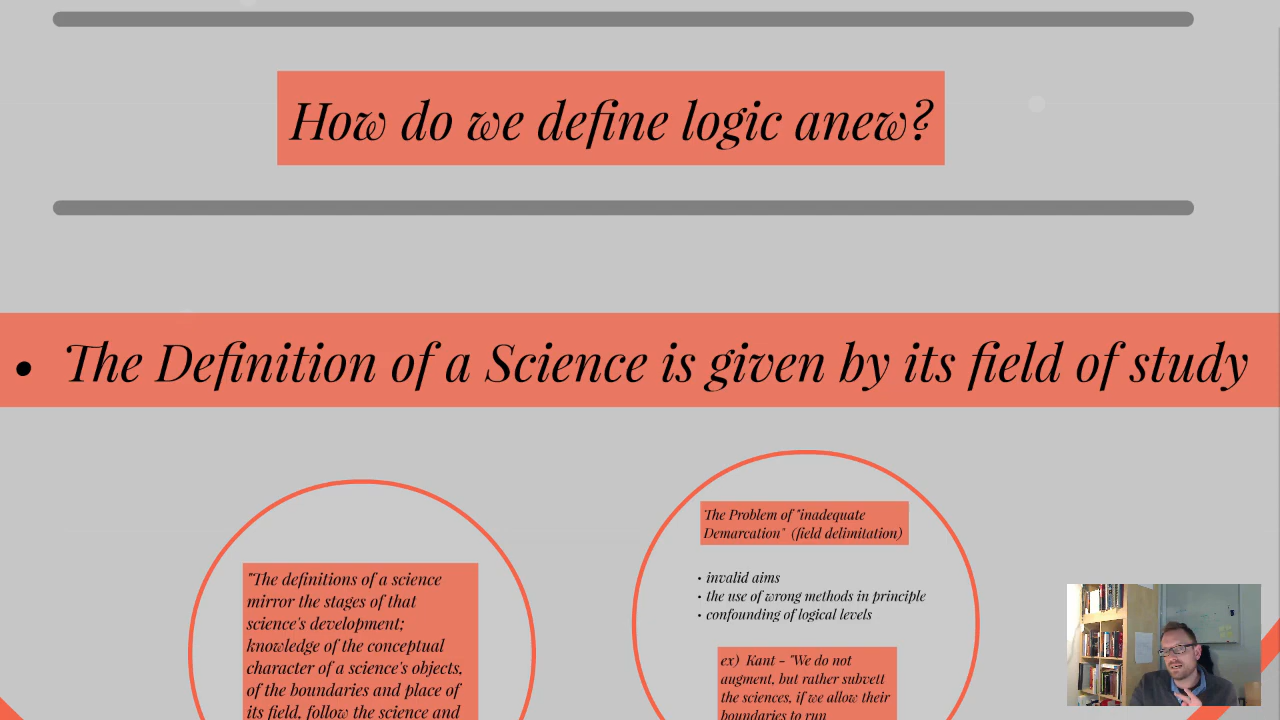 How do we define logic anew?
• The Definition of a Science is given by its field of study
"The definitions of a science
mirror the stages of that
science's development;
knowledge of the conceptual
character of a science's objects,
of the boundaries and place of
its field, follow the science and
The Problem of "inadequate
Demarcation" (field delimitation)
• invalid aims
• the use of wrong methods in principle
• confounding of logical levels
ex) Kant - "We do not
augment, but rather subvett
the sciences, if we allow their
boundaries to run